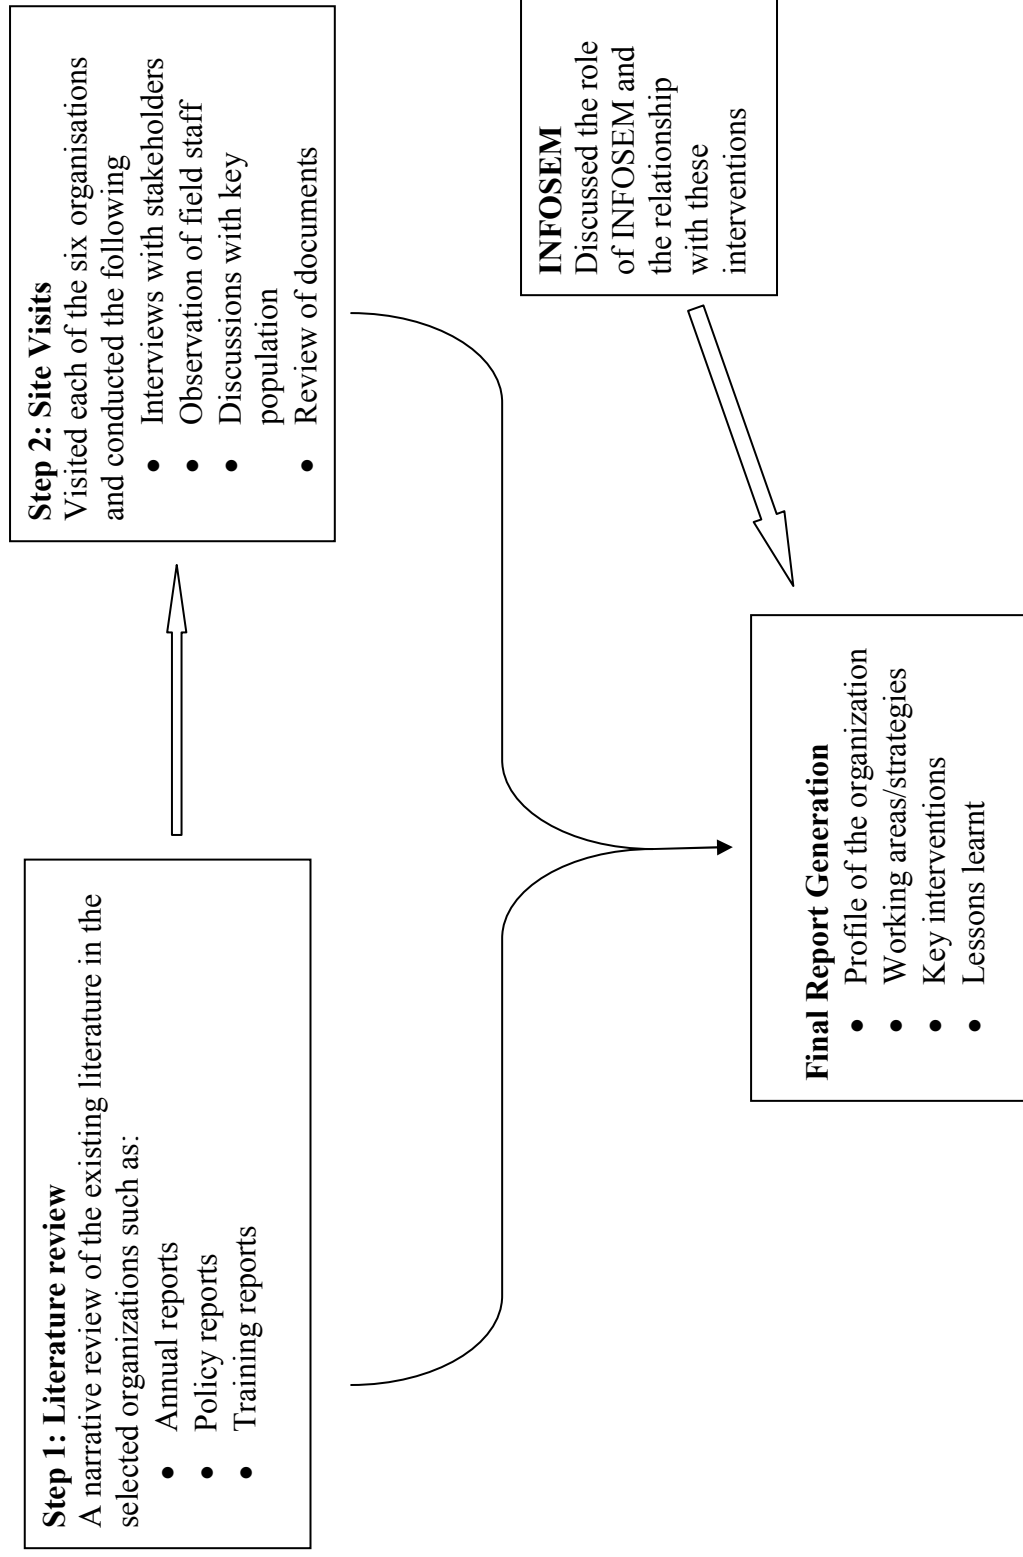 Step 1: Literature review
A narrative review of the existing literature in the
selected organizations such as:
● Annual reports
● Policy reports
● Training reports
Step 2: Site Visits
Visited each of the six organisations
and conducted the following
● Interviews with stakeholders
● Observation of field staff
● Discussions with key
population
● Review of documents
INFOSEM
Discussed the role
of INFOSEM and
the relationship
with these
interventions
Final Report Generation
● Profile of the organization
● Working areas/strategies
● Key interventions
● Lessons learnt